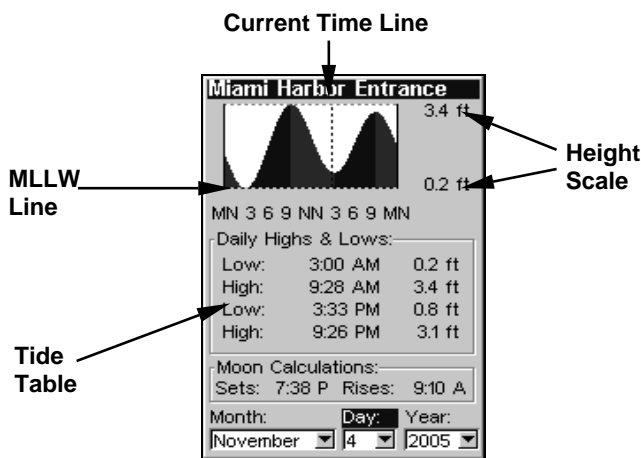 Current Time Line
Miami Harbor Entrance
3.4 ft
MLLW
Line
0.2 ft
Height
Scale
MN 3 6 9 NN 3 6 9 MN
Daily Highs & Lows:
Low: 3:00 AM 0.2 ft
High: 9:28 AM 3.4 ft
Low: 3:33 PM 0.8 ft
High: 9:26 PM 3.1 ft
Tide
Table
Moon Calculations:
Sets: 7:38 P Rises: 9:10 A
Month: Day: Year:
November 4 2005